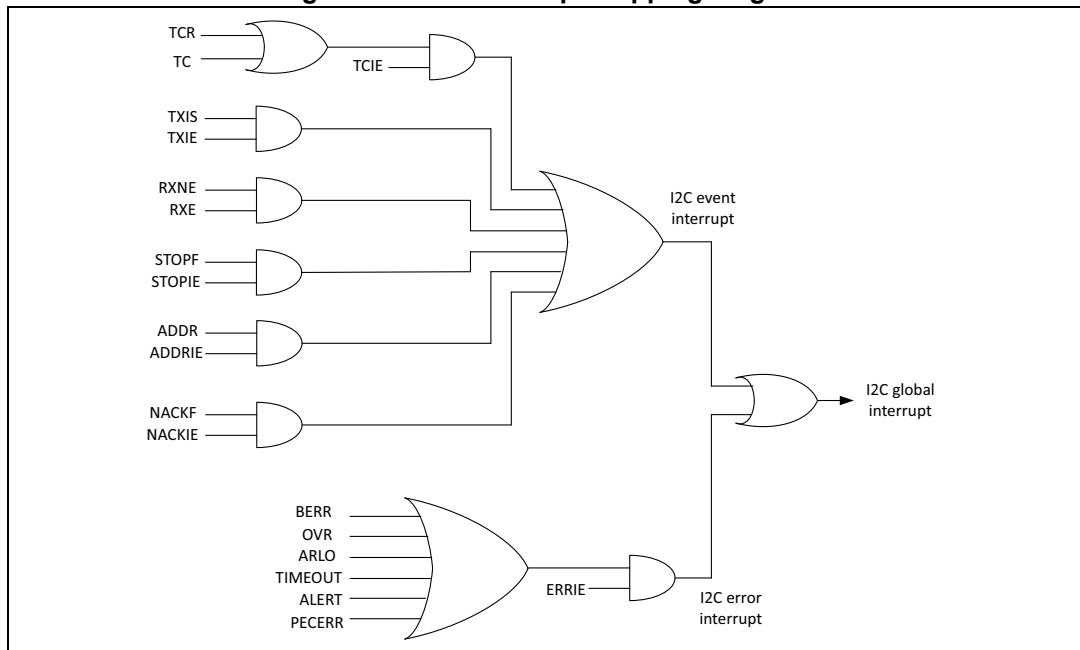 TCR
TC
TCIE
TXIS
TXIE
RXNE
RXE
STOPF
STOPIE
ADDR
ADDRIE
NACKF
NACKIE
I2C event
interrupt
I2C global
interrupt
BERR
OVR
ARLO
TIMEOUT
ALERT
PECERR
ERRIE
I2C error
interrupt